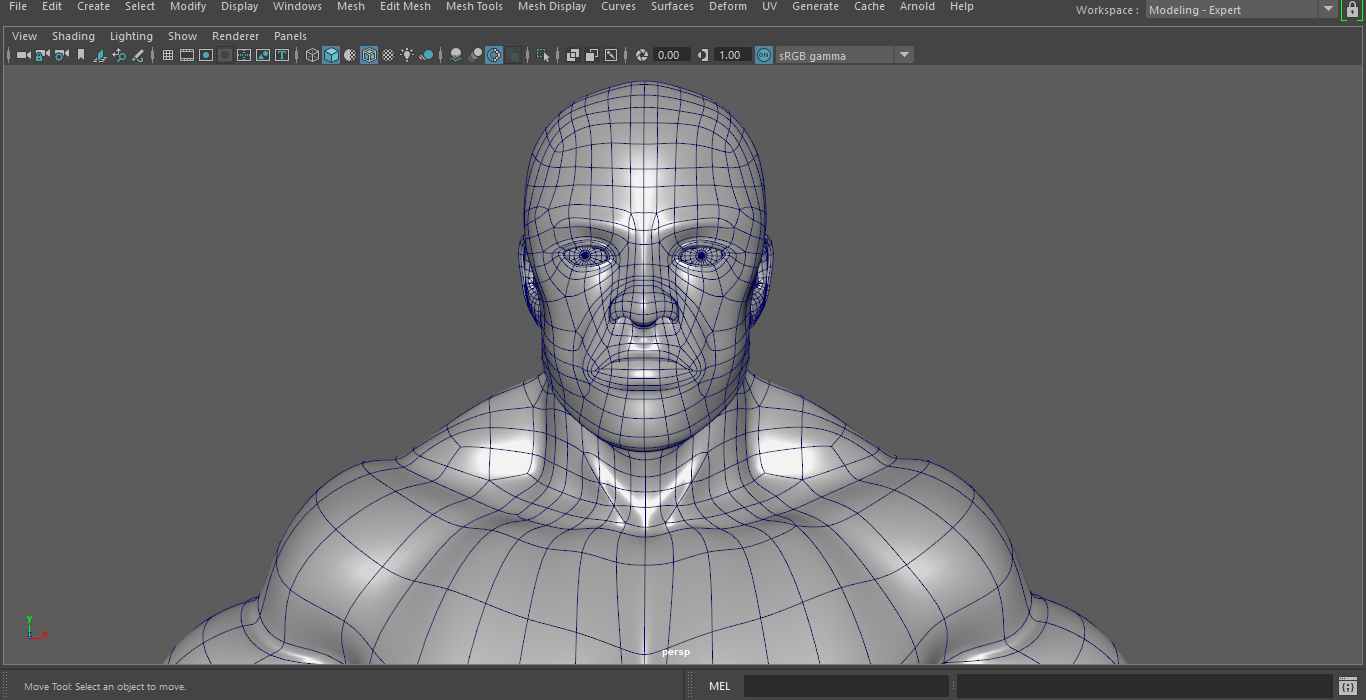 File Edit Create Select Modify Display Windows Mesh Edit Mesh Mesh Tools Mesh Display Curves Surfaces Deform UV Generate Cache Arnold Help Workspace : Modeling - Expert
View Shading Lighting Show Renderer Panels
0.00 1.00 ON sRGB gamma
y
x
persp
Move Tool: Select an object to move. MEL